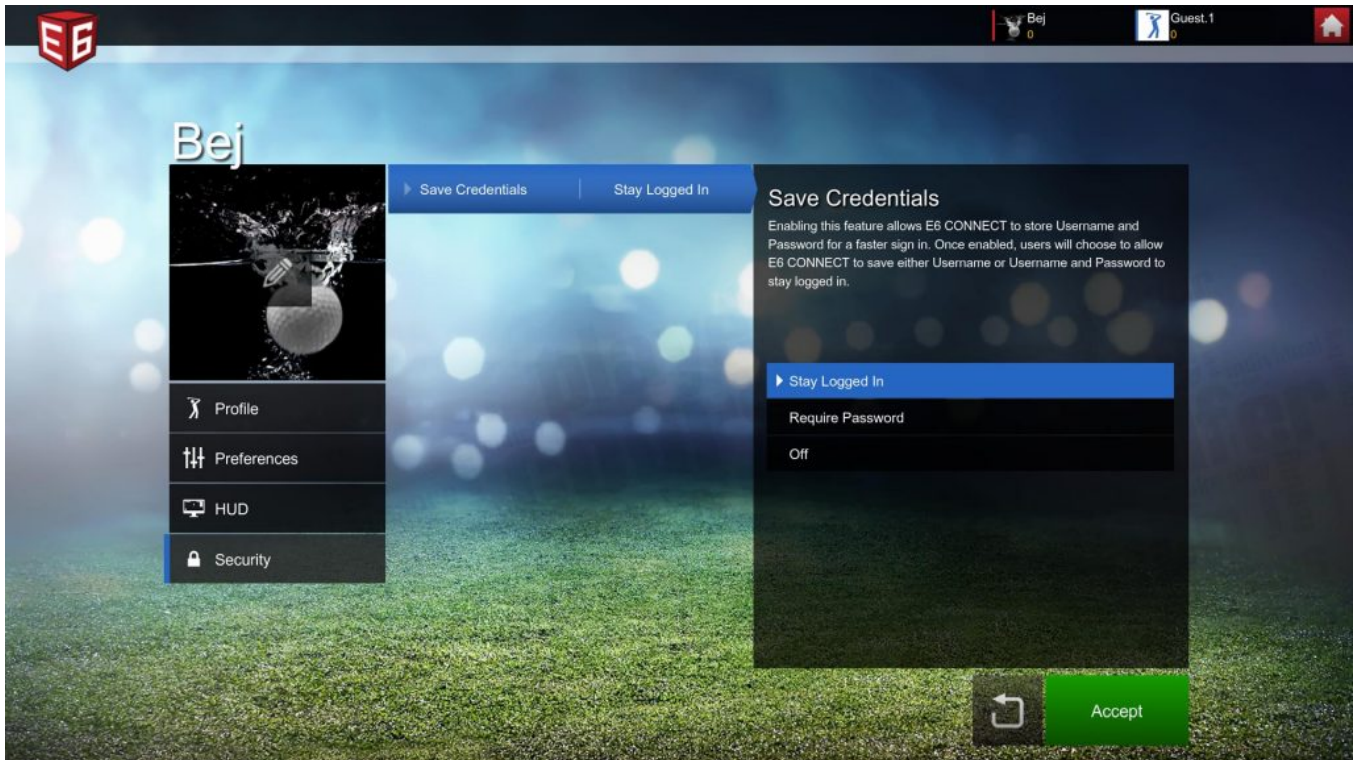 E6
Bej
0
Guest.1
0
Bej
Save Credentials
Stay Logged In
Save Credentials
Enabling this feature allows E6 CONNECT to store Username and
Password for a faster sign in. Once enabled, users will choose to allow
E6 CONNECT to save either Username or Username and Password to
stay logged in.
Stay Logged In
Require Password
Off
Profile
Preferences
HUD
Security
Accept